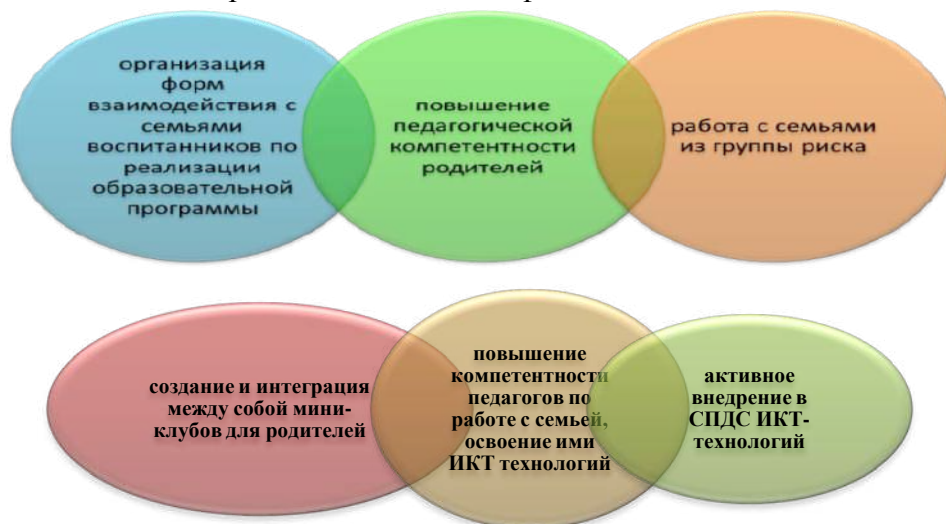 организация
форм
взаимодействия с
семьями
воспитанников по
реализации
образовательной
программы
повышение
педагогической
компетентности
родителей
работа с семьями
из группы риска
создание и интеграция
между собой мини-
клубов для родителей
повышение
компетентности
педагогов по
работе с семьей,
освоение ими
ИКТ технологий
активное
внедрение в
СПДС ИКТ-
технологий